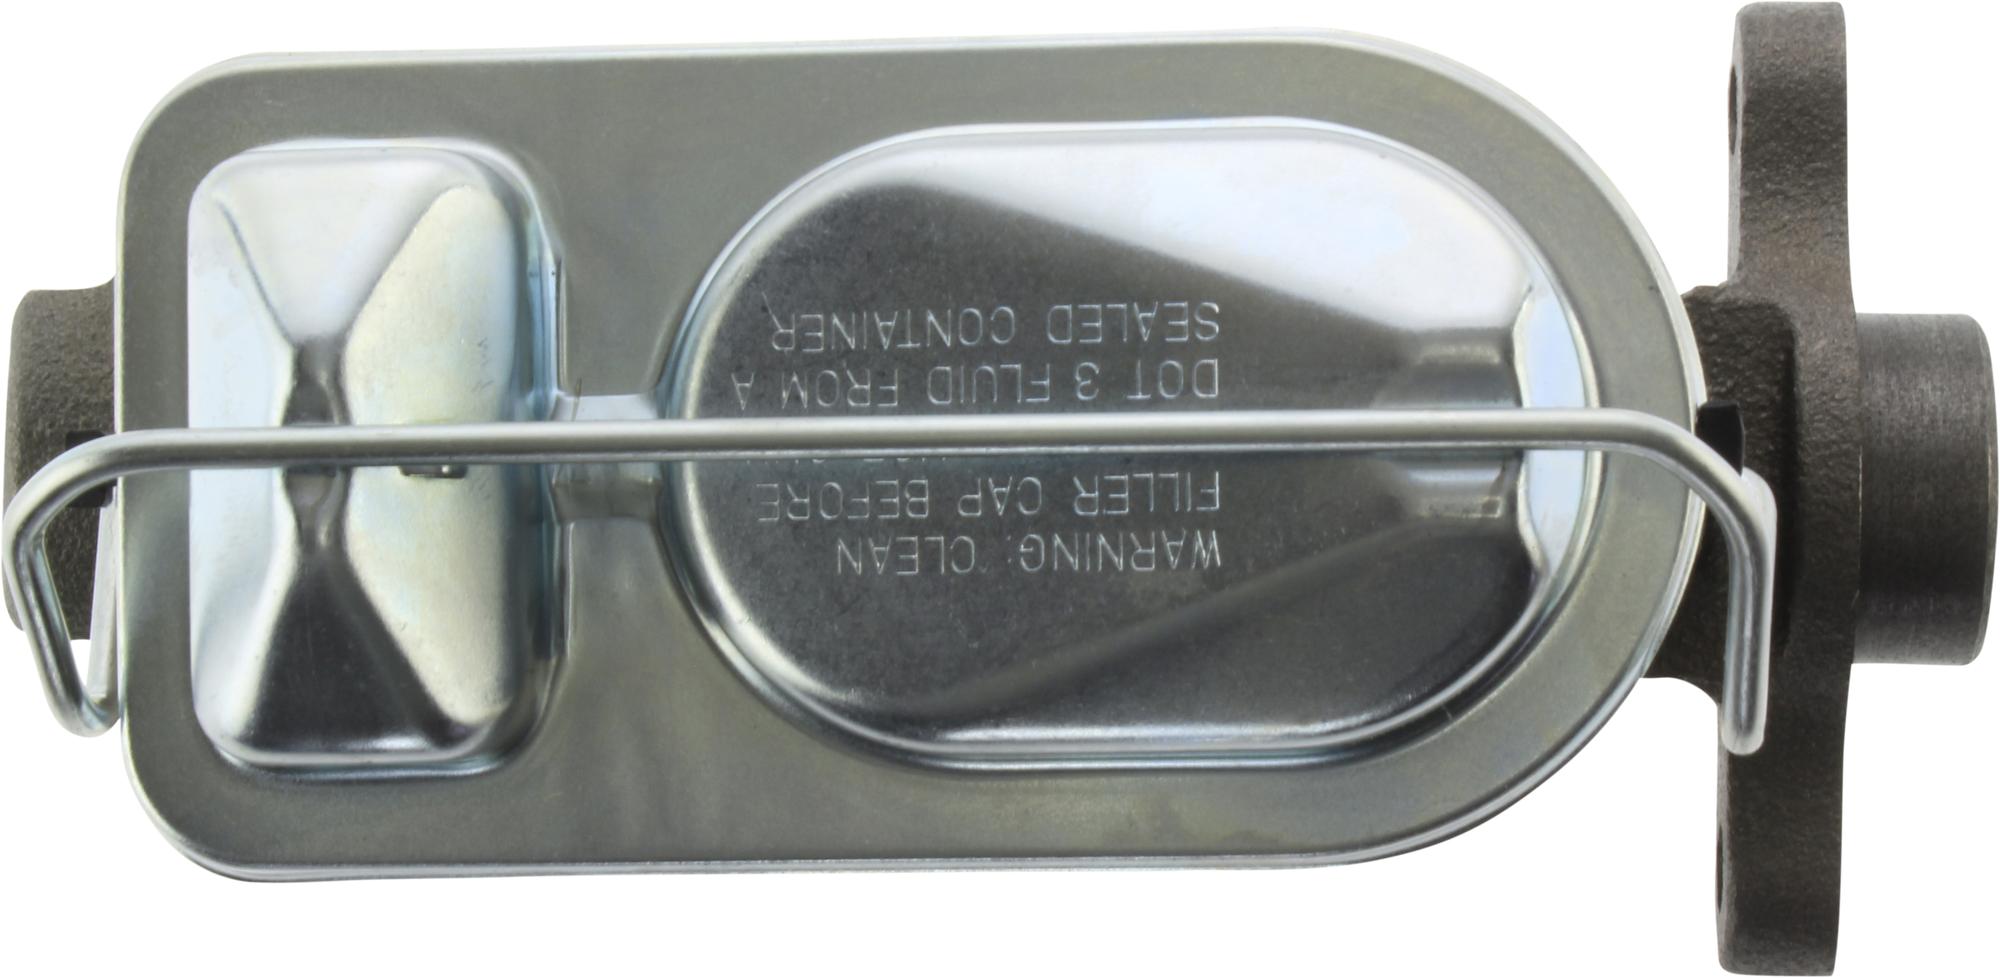 WARNING: CLEAN
FILLER CAP BEFORE
DOT 3 FLUID FROM A
SEALED CONTAINER